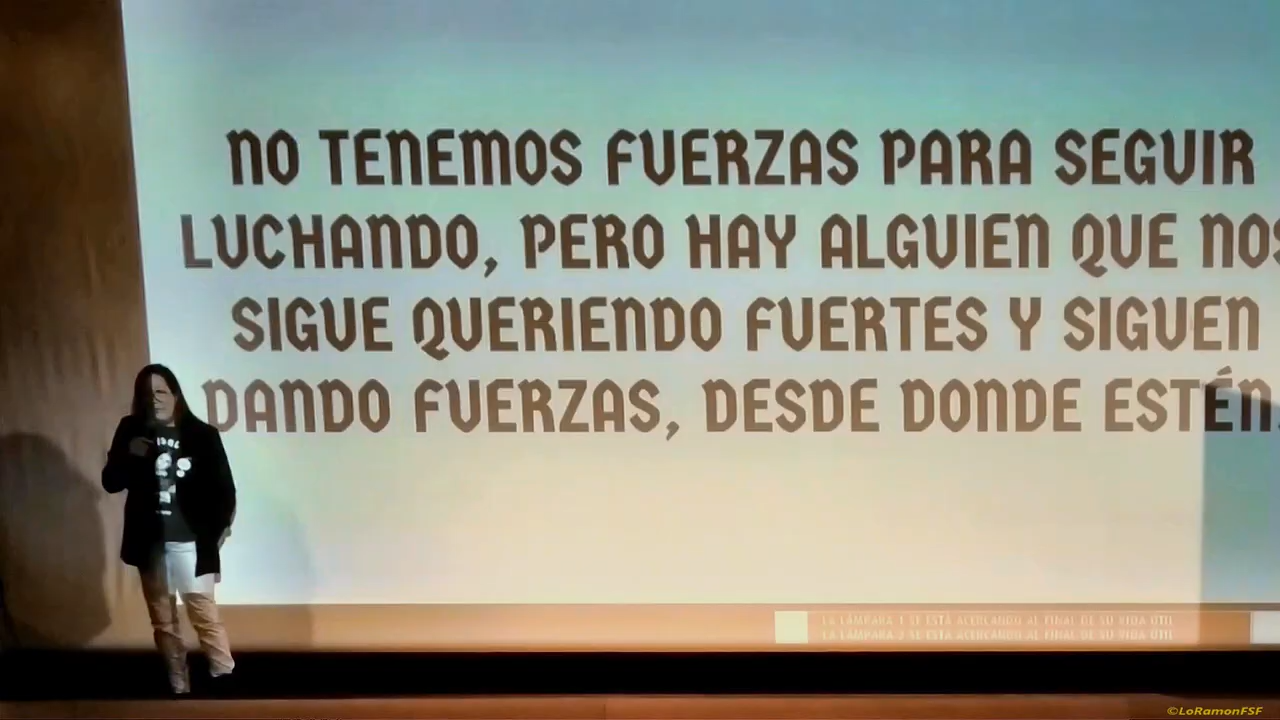 NO TENEMOS FUERZAS PARA SEGUIR
LUCHANDO, PERO HAY ALGUIEN QUE NOS
SIGUE QUERIENDO FUERTES Y SIGUEN
DANDO FUERZAS, DESDE DONDE ESTÉN.
LA LÁMPARA 1 SE ESTÁ ACERCANDO AL FINAL DE SU VIDA ÚTIL
LA LÁMPARA 2 SE ESTÁ ACERCANDO AL FINAL DE SU VIDA ÚTIL
©LoRamonFSF